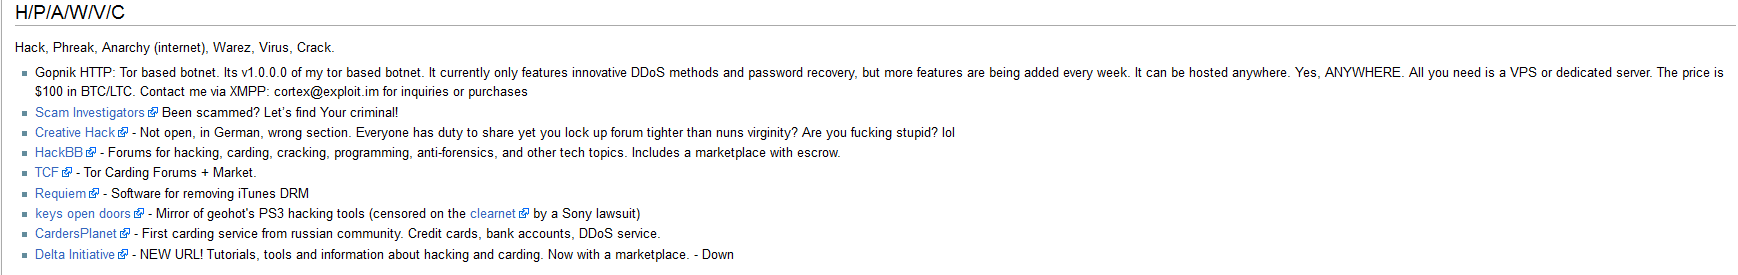 H/P/A/W/V/C
Hack, Phreak, Anarchy (internet), Warez, Virus, Crack.
Gopnik HTTP: Tor based botnet. Its v1.0.0.0 of my tor based botnet. It currently only features innovative DDoS methods and password recovery, but more features are being added every week. It can be hosted anywhere. Yes, ANYWHERE. All you need is a VPS or dedicated server. The price is
$100 in BTC/LTC. Contact me via XMPP: cortex@exploit.im for inquiries or purchases
Scam Investigators Been scammed? Let's find Your criminal!
Creative Hack - Not open, in German, wrong section. Everyone has duty to share yet you lock up forum tighter than nuns virginity? Are you fucking stupid? lol
HackBB - Forums for hacking, carding, cracking, programming, anti-forensics, and other tech topics. Includes a marketplace with escrow.
TCF - Tor Carding Forums + Market.
Requiem - Software for removing iTunes DRM
keys open doors - Mirror of geohot's PS3 hacking tools (censored on the clearnet by a Sony lawsuit)
CardersPlanet - First carding service from russian community. Credit cards, bank accounts, DDoS service.
Delta Initiative - NEW URL! Tutorials, tools and information about hacking and carding. Now with a marketplace. - Down